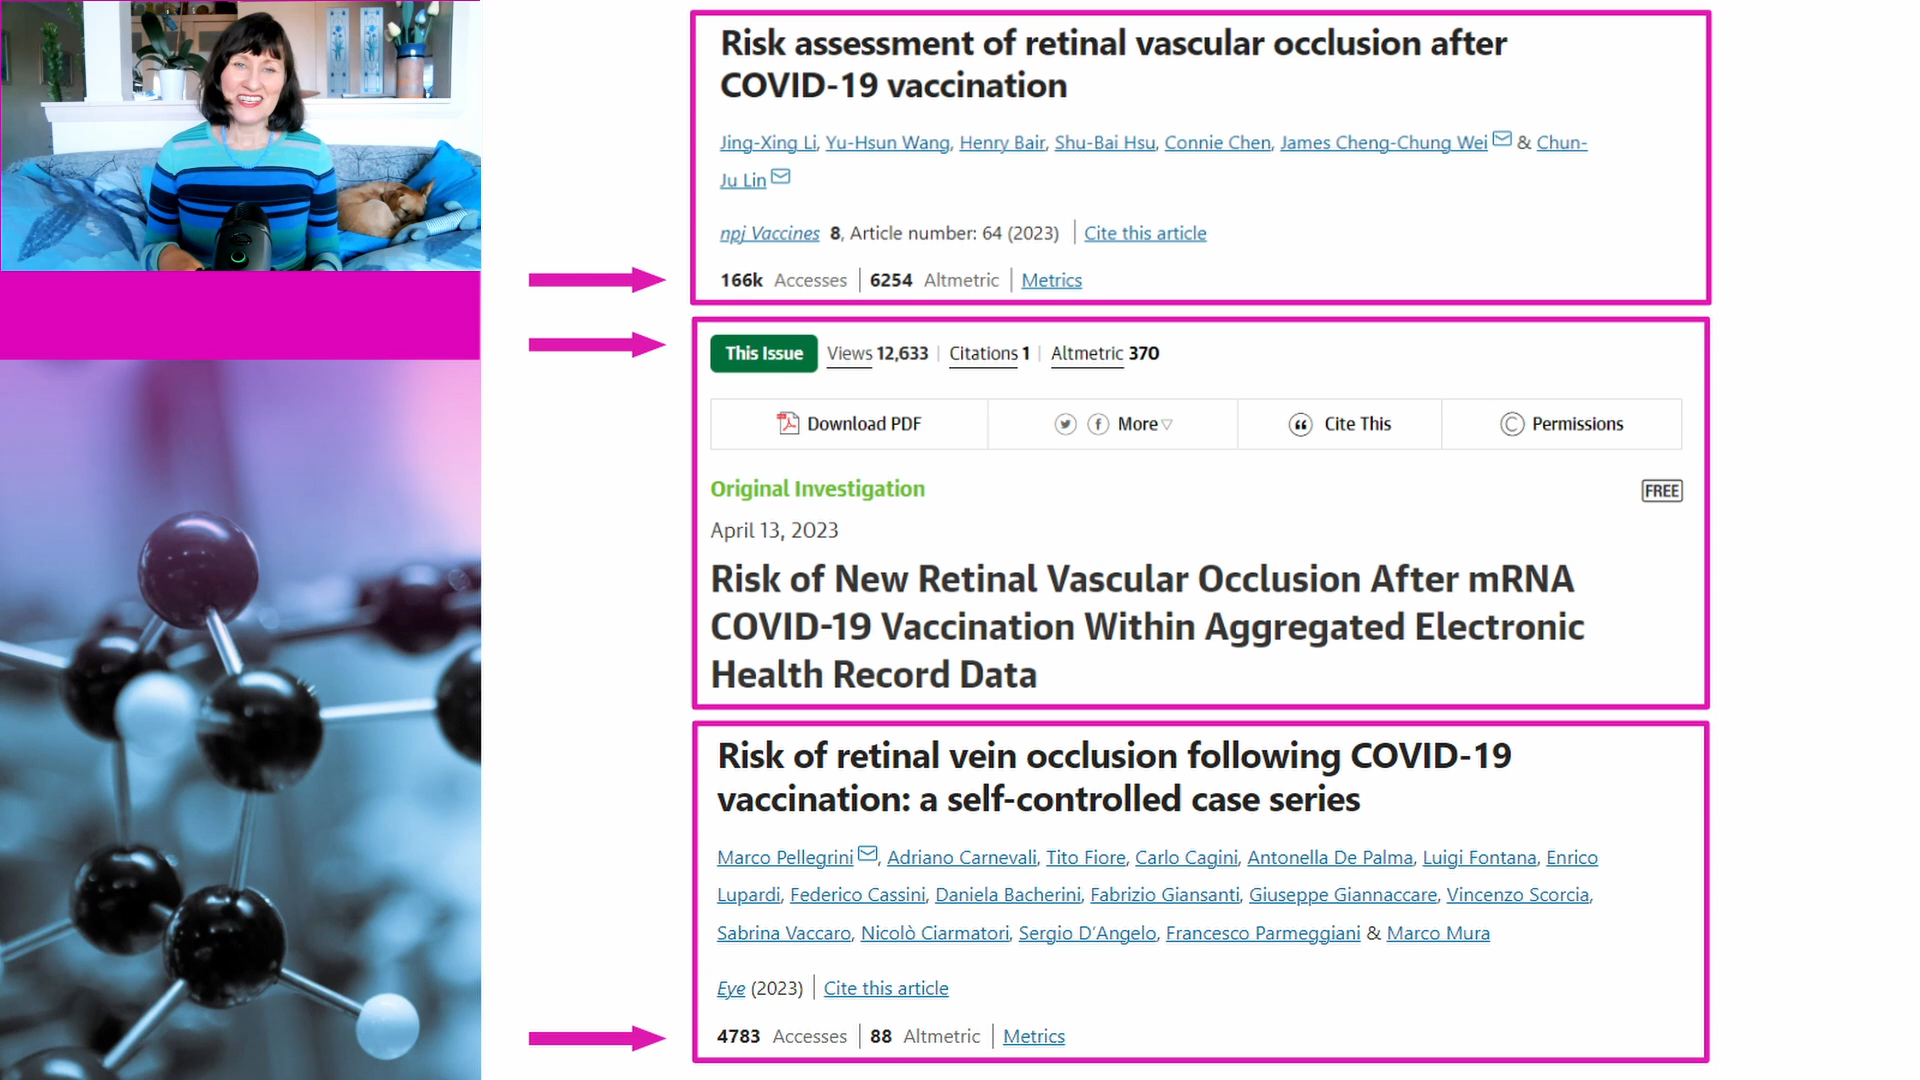 Risk assessment of retinal vascular occlusion after
COVID-19 vaccination
Jing-Xing Li, Yu-Hsun Wang, Henry Bair, Shu-Bai Hsu, Connie Chen, James Cheng-Chung Wei & Chun-
Ju Lin
npj Vaccines 8, Article number: 64 (2023) | Cite this article
166k Accesses | 6254 Altmetric | Metrics
This Issue Views 12,633 | Citations 1 | Altmetric 370
Download PDF More Cite This Permissions
Original Investigation FREE
April 13, 2023
Risk of New Retinal Vascular Occlusion After mRNA
COVID-19 Vaccination Within Aggregated Electronic
Health Record Data
Risk of retinal vein occlusion following COVID-19
vaccination: a self-controlled case series
Marco Pellegrini, Adriano Carnevali, Tito Fiore, Carlo Cagini, Antonella De Palma, Luigi Fontana, Enrico
Lupardi, Federico Cassini, Daniela Bacherini, Fabrizio Giansanti, Giuseppe Giannaccare, Vincenzo Scorcia,
Sabrina Vaccaro, Nicolò Ciarmatori, Sergio D'Angelo, Francesco Parmeggiani & Marco Mura
Eye (2023) | Cite this article
4783 Accesses | 88 Altmetric | Metrics